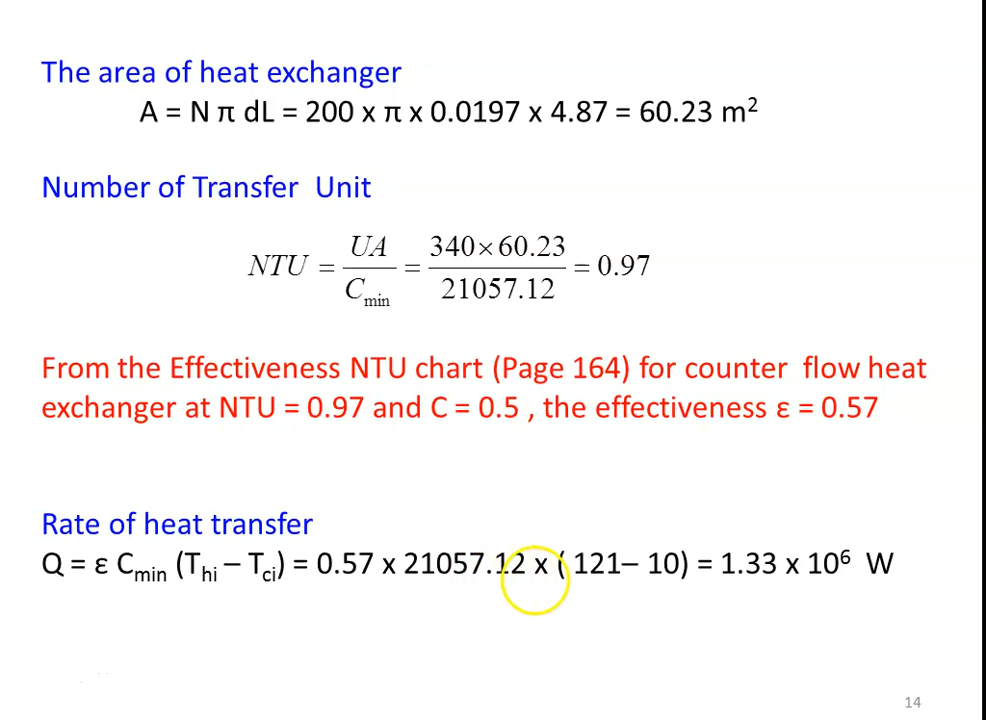 The area of heat exchanger
A = N π dL = 200 x π x 0.0197 x 4.87 = 60.23 m²
Number of Transfer Unit
NTU = UA / Cmin = 340×60.23 / 21057.12 = 0.97
From the Effectiveness NTU chart (Page 164) for counter flow heat
exchanger at NTU = 0.97 and C = 0.5 , the effectiveness ε = 0.57
Rate of heat transfer
Q = ε Cmin (Thi – Tci) = 0.57 x 21057.12 x ( 121– 10) = 1.33 x 10⁶ W
14